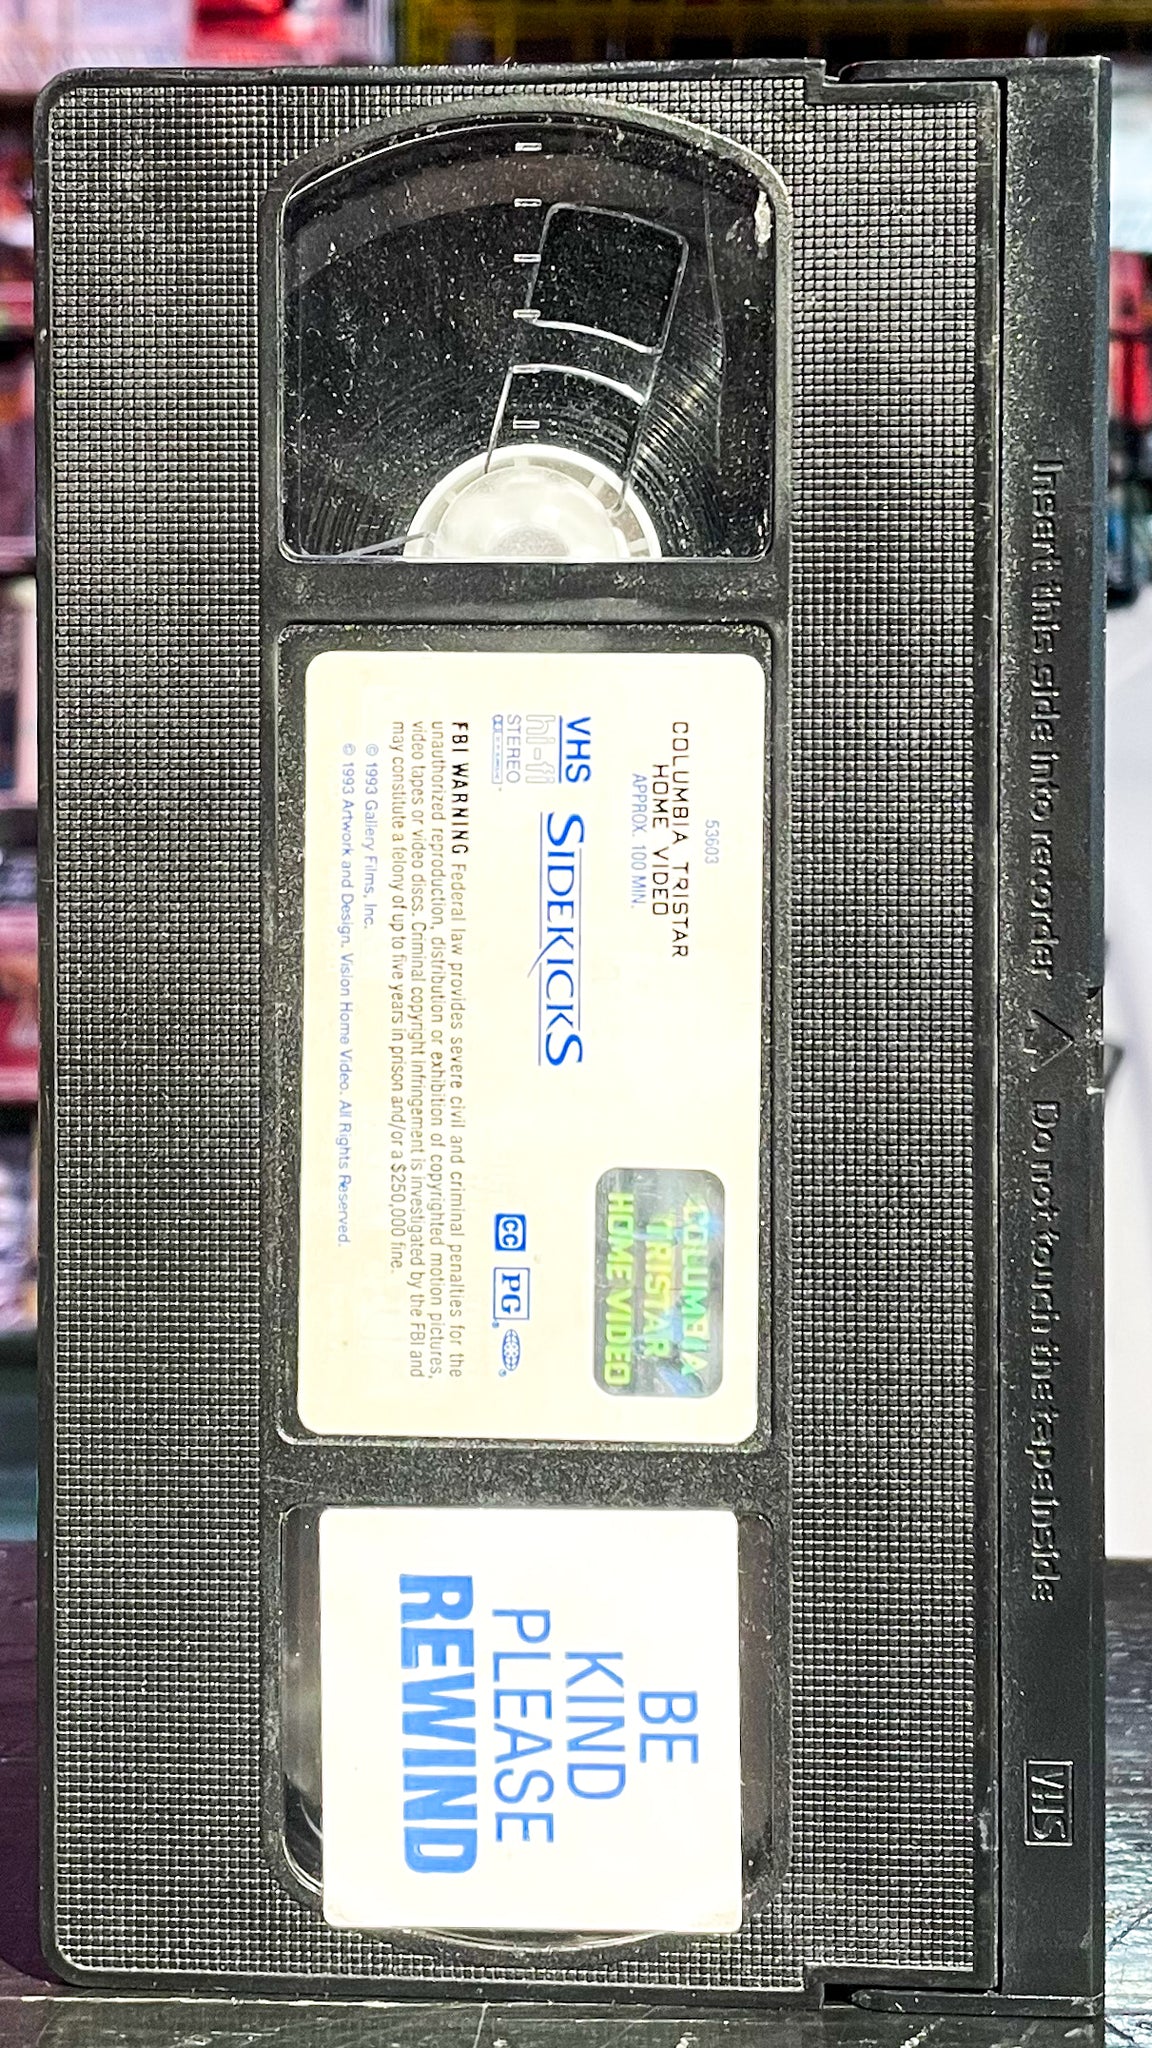 Insert this side into recorder △ Do not touch the tape inside
VHS
53603
COLUMBIA TRISTAR
HOME VIDEO
APPROX. 100 MIN.
COLUMBIA
TRISTAR
HOME VIDEO
VHS
hi-fi
STEREO
SIDEKICKS
CC PG
FBI WARNING Federal law provides severe civil and criminal penalties for the
unauthorized reproduction, distribution or exhibition of copyrighted motion pictures,
video tapes or video discs. Criminal copyright infringement is investigated by the FBI and
may constitute a felony of up to five years in prison and/or a $250,000 fine.
© 1993 Gallery Films, Inc.
© 1993 Artwork and Design. Vision Home Video. All Rights Reserved.
BE
KIND
PLEASE
REWIND